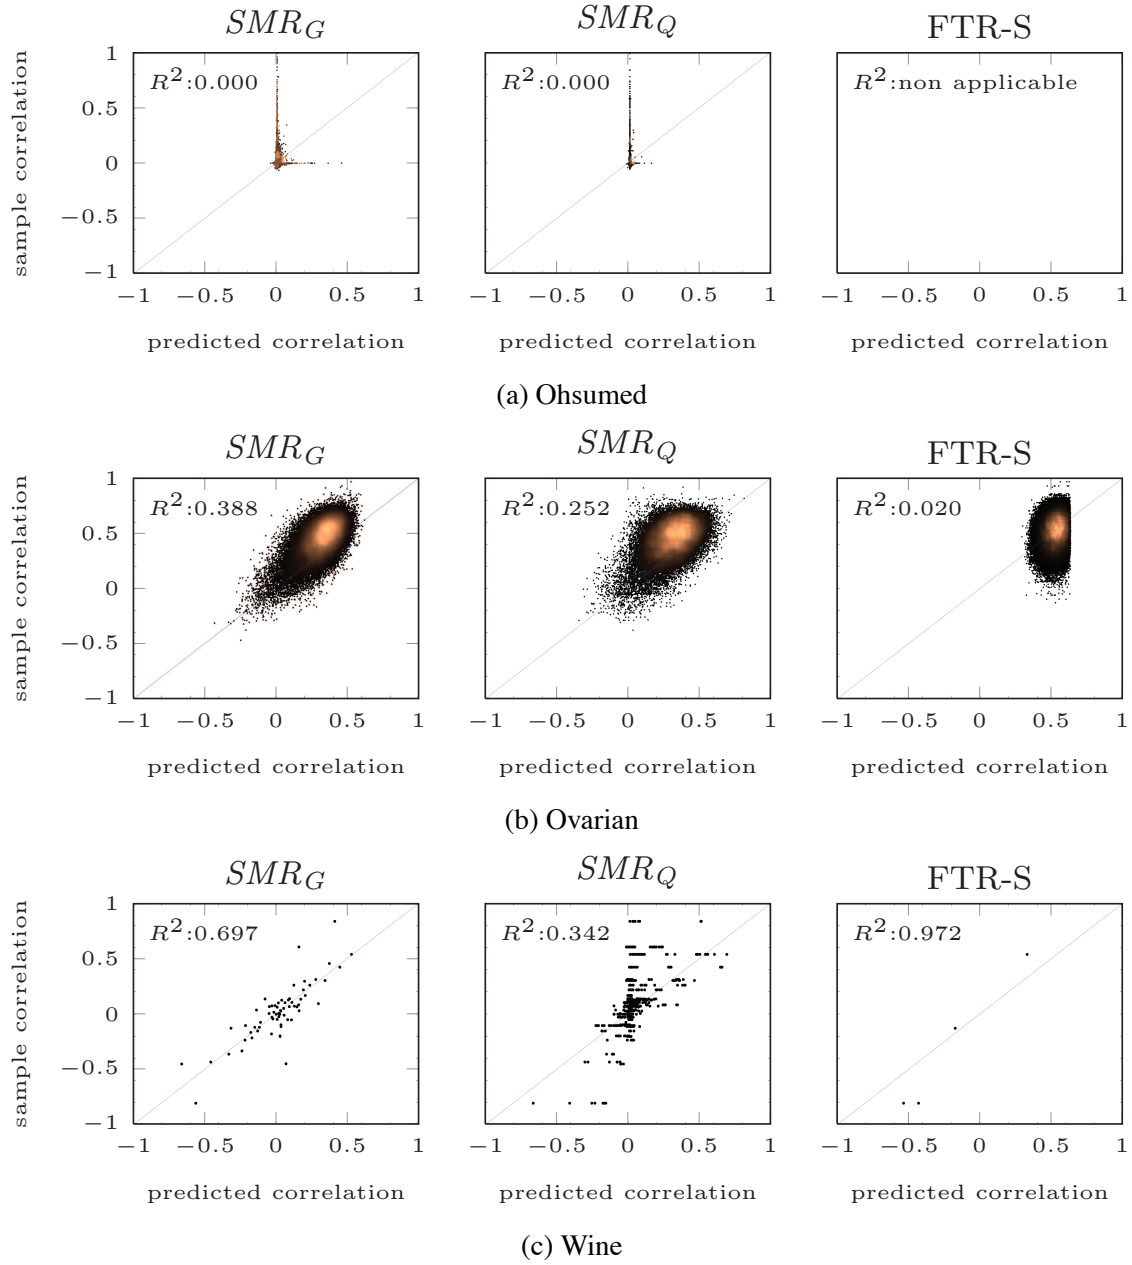 SMR_G SMR_Q FTR-S
1
R²:0.000 R²:0.000 R²:non applicable
0.5
0
−0.5
−1
sample correlation
−1 −0.5 0 0.5 1 −1 −0.5 0 0.5 1 −1 −0.5 0 0.5 1
predicted correlation predicted correlation predicted correlation
(a) Ohsumed
SMR_G SMR_Q FTR-S
1
R²:0.388 R²:0.252 R²:0.020
0.5
0
−0.5
−1
sample correlation
−1 −0.5 0 0.5 1 −1 −0.5 0 0.5 1 −1 −0.5 0 0.5 1
predicted correlation predicted correlation predicted correlation
(b) Ovarian
SMR_G SMR_Q FTR-S
1
R²:0.697 R²:0.342 R²:0.972
0.5
0
−0.5
−1
sample correlation
−1 −0.5 0 0.5 1 −1 −0.5 0 0.5 1 −1 −0.5 0 0.5 1
predicted correlation predicted correlation predicted correlation
(c) Wine